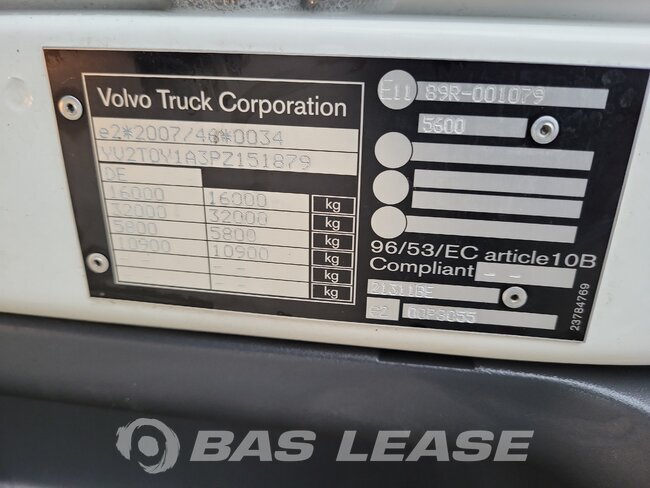 Volvo Truck Corporation
e2*2007/46*0034
YV2T0Y1A3PZ151879
DE
16000 16000 kg
32000 32000 kg
5800 5800 kg
10900 10900 kg
-- -- kg
-- -- kg
E11 89R-001079
5600
96/53/EC article10B
Compliant --
23784769
BAS LEASE